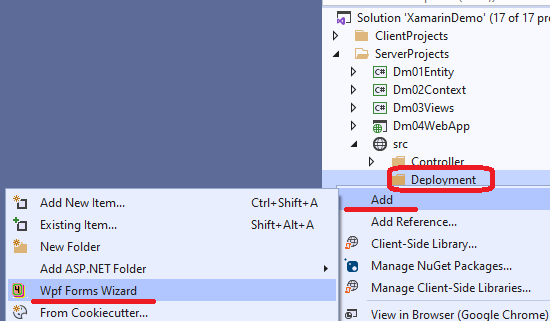 Solution 'XamarinDemo' (17 of 17 pro
ClientProjects
ServerProjects
Dm01Entity
Dm02Context
Dm03Views
Dm04WebApp
src
Controller
Deployment
Add
Add Reference...
Client-Side Library...
Manage NuGet Packages...
Manage Client-Side Libraries...
View in Browser (Google Chrome)
Add New Item... Ctrl+Shift+A
Existing Item... Shift+Alt+A
New Folder
Add ASP.NET Folder
Wpf Forms Wizard
From Cookiecutter...